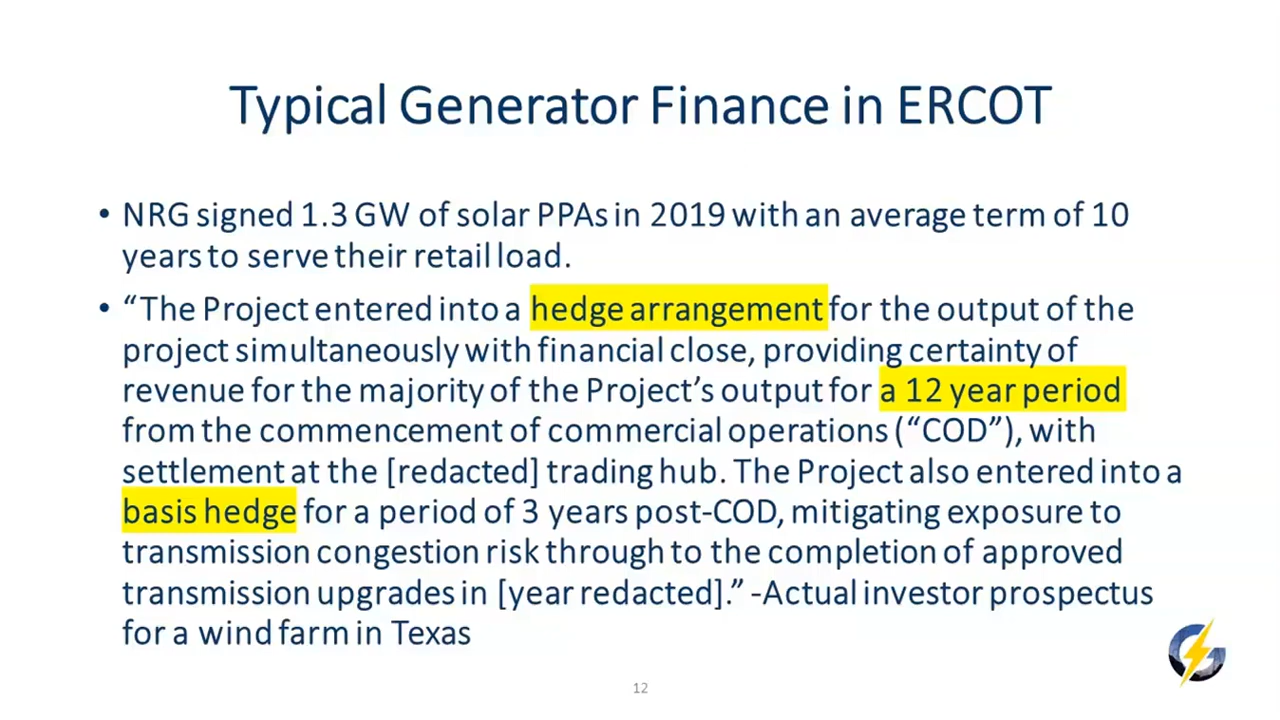 Typical Generator Finance in ERCOT
• NRG signed 1.3 GW of solar PPAs in 2019 with an average term of 10
years to serve their retail load.
• “The Project entered into a hedge arrangement for the output of the
project simultaneously with financial close, providing certainty of
revenue for the majority of the Project’s output for a 12 year period
from the commencement of commercial operations (“COD”), with
settlement at the [redacted] trading hub. The Project also entered into a
basis hedge for a period of 3 years post-COD, mitigating exposure to
transmission congestion risk through to the completion of approved
transmission upgrades in [year redacted].” -Actual investor prospectus
for a wind farm in Texas
12